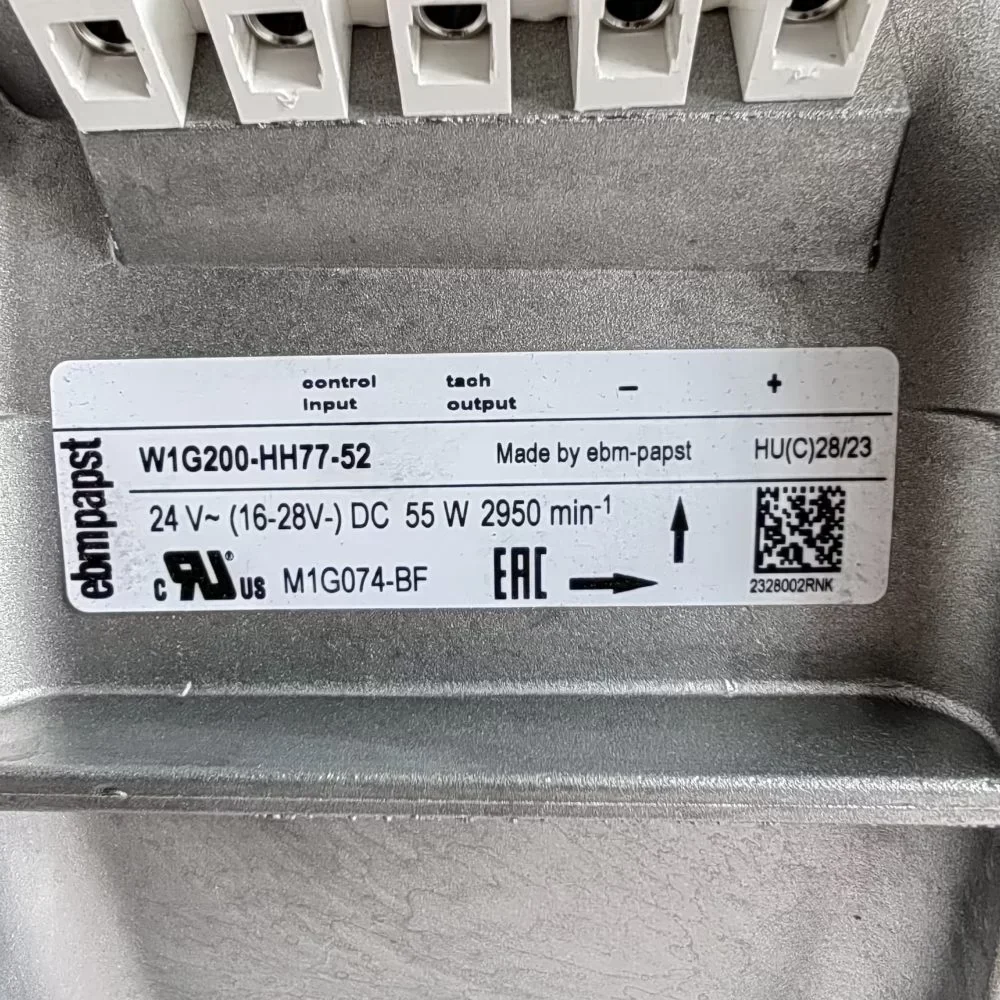 control tach − +
input output
ebmpapst
W1G200-HH77-52 Made by ebm-papst HU(C)28/23
24 V~ (16-28V-) DC 55 W 2950 min-1
c RU® US M1G074-BF EAC 2328002RNK